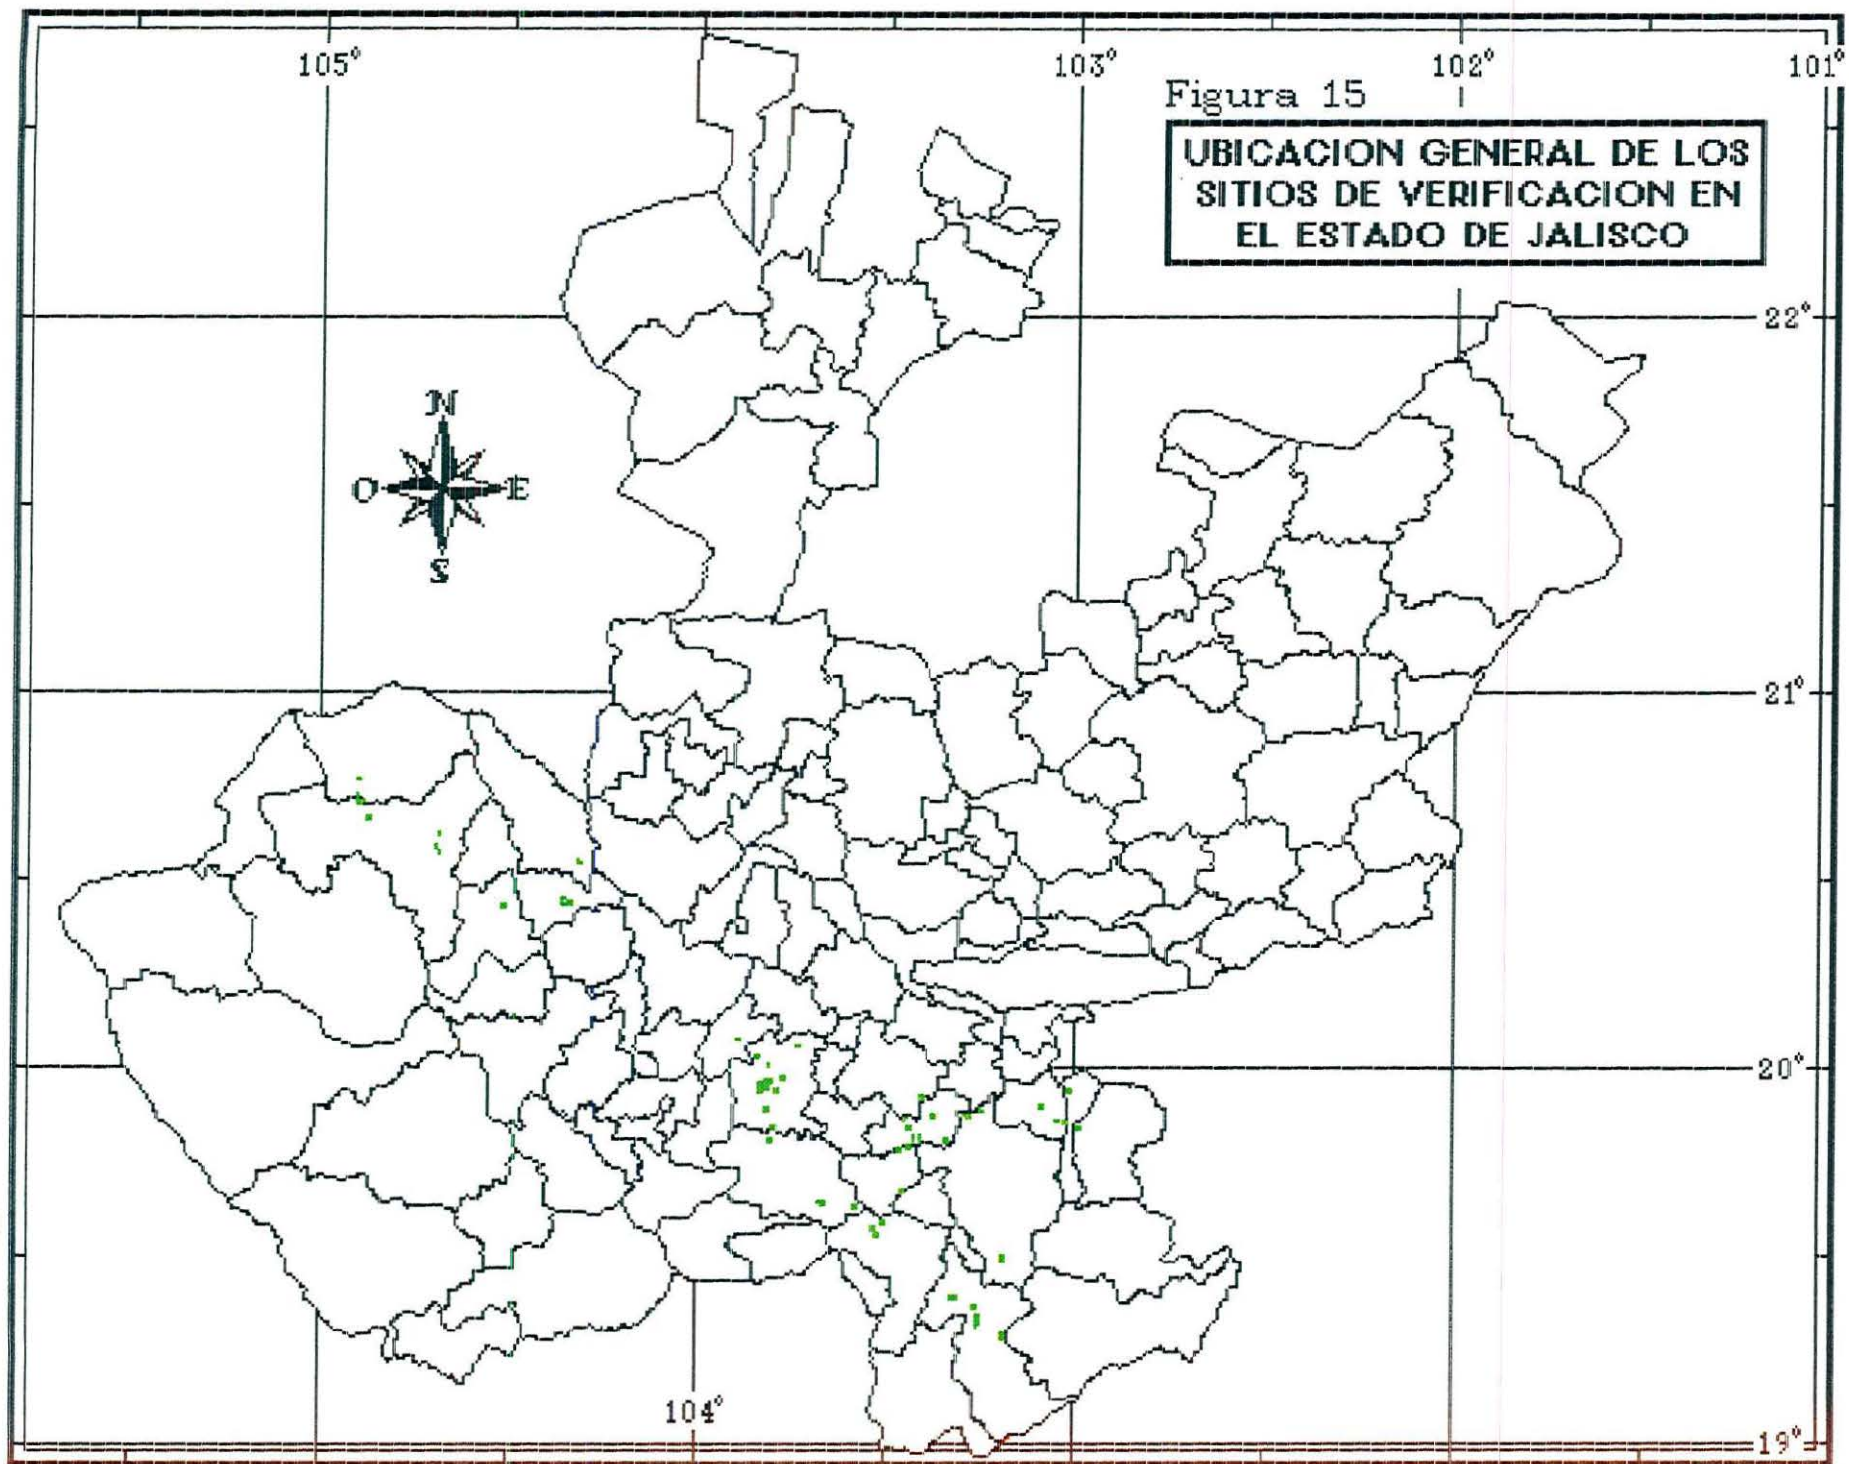 105°
103°
102°
101°
Figura 15
UBICACION GENERAL DE LOS
SITIOS DE VERIFICACION EN
EL ESTADO DE JALISCO
22°
N
O
E
S
21°
20°
104°
19°